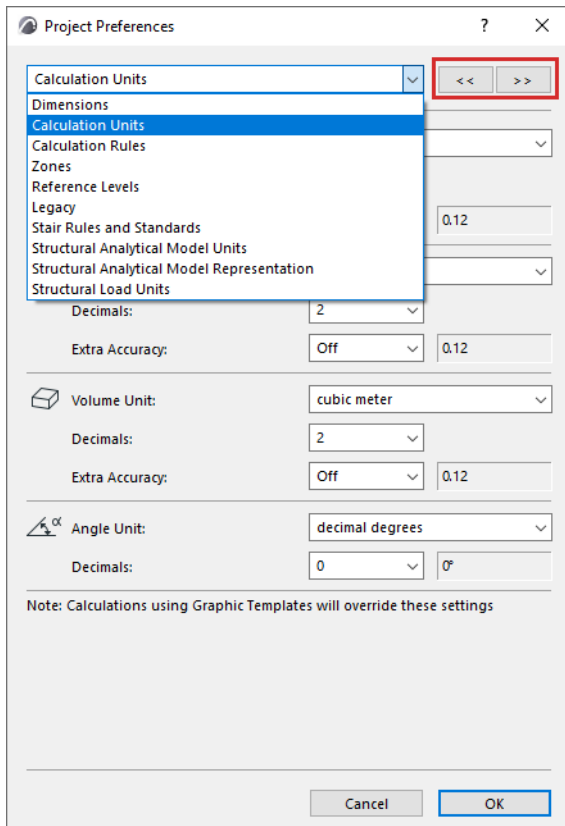 Project Preferences ? ×
Calculation Units << >>
Dimensions
Calculation Units
Calculation Rules
Zones
Reference Levels
Legacy
Stair Rules and Standards
Structural Analytical Model Units
Structural Analytical Model Representation
Structural Load Units
0.12
Decimals: 2
Extra Accuracy: Off 0.12
Volume Unit: cubic meter
Decimals: 2
Extra Accuracy: Off 0.12
α Angle Unit: decimal degrees
Decimals: 0 0°
Note: Calculations using Graphic Templates will override these settings
Cancel OK